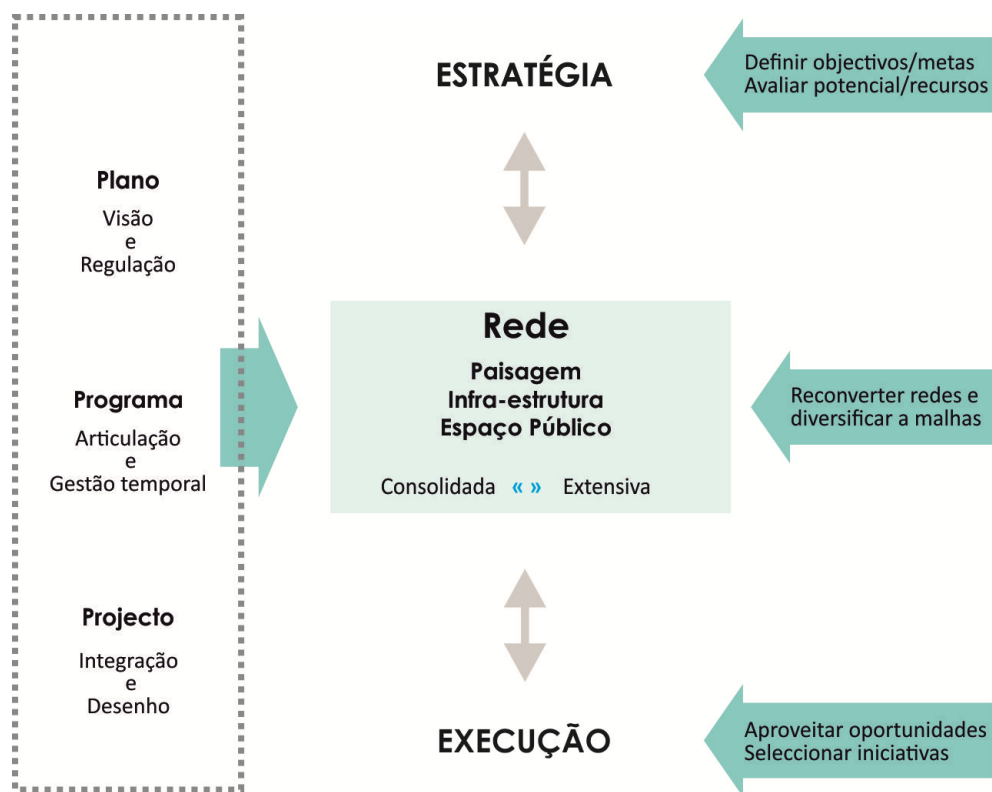 Plano
Visão
e
Regulação
Programa
Articulação
e
Gestão temporal
Projecto
Integração
e
Desenho
ESTRATÉGIA
Rede
Paisagem
Infra-estrutura
Espaço Público
Consolidada « » Extensiva
EXECUÇÃO
Definir objectivos/metas
Avaliar potencial/recursos
Reconverter redes e
diversificar a malhas
Aproveitar oportunidades
Seleccionar iniciativas